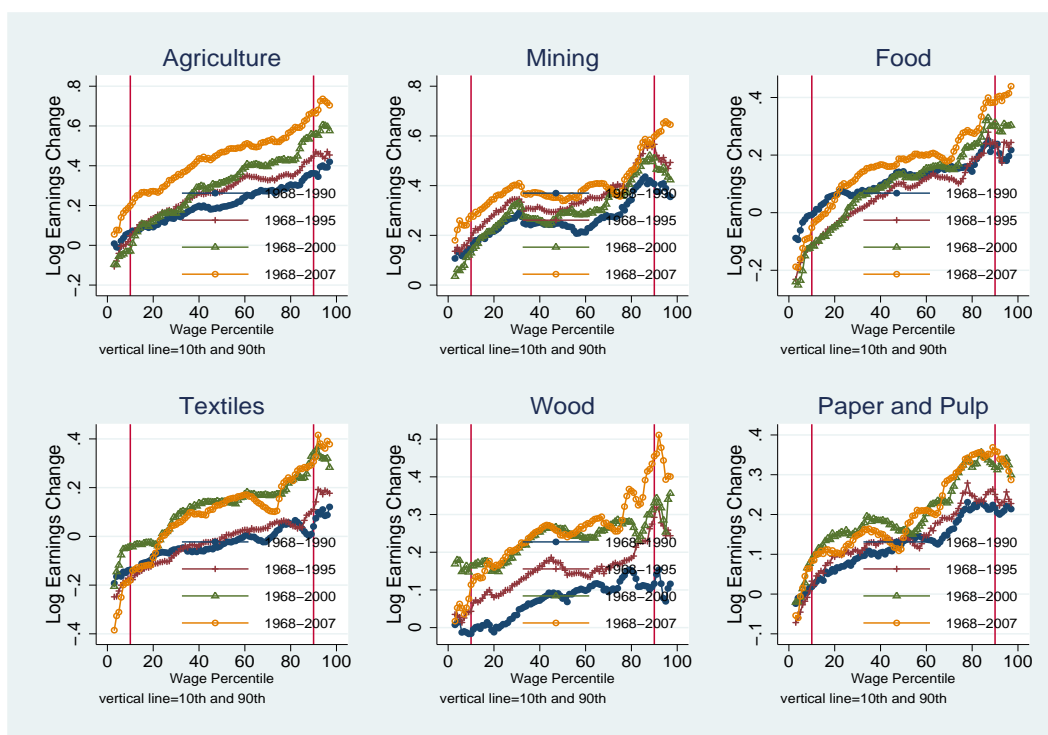 Agriculture
Log Earnings Change
-.2 0 .2 .4 .6 .8
1968-1990
1968-1995
1968-2000
1968-2007
0 20 40 60 80 100
Wage Percentile
vertical line=10th and 90th
Mining
Log Earnings Change
0 .2 .4 .6 .8
1968-1990
1968-1995
1968-2000
1968-2007
0 20 40 60 80 100
Wage Percentile
vertical line=10th and 90th
Food
Log Earnings Change
-.2 0 .2 .4
1968-1990
1968-1995
1968-2000
1968-2007
0 20 40 60 80 100
Wage Percentile
vertical line=10th and 90th
Textiles
Log Earnings Change
-.4 -.2 0 .2 .4
1968-1990
1968-1995
1968-2000
1968-2007
0 20 40 60 80 100
Wage Percentile
vertical line=10th and 90th
Wood
Log Earnings Change
0 .1 .2 .3 .4 .5
1968-1990
1968-1995
1968-2000
1968-2007
0 20 40 60 80 100
Wage Percentile
vertical line=10th and 90th
Paper and Pulp
Log Earnings Change
-.1 0 .1 .2 .3 .4
1968-1990
1968-1995
1968-2000
1968-2007
0 20 40 60 80 100
Wage Percentile
vertical line=10th and 90th